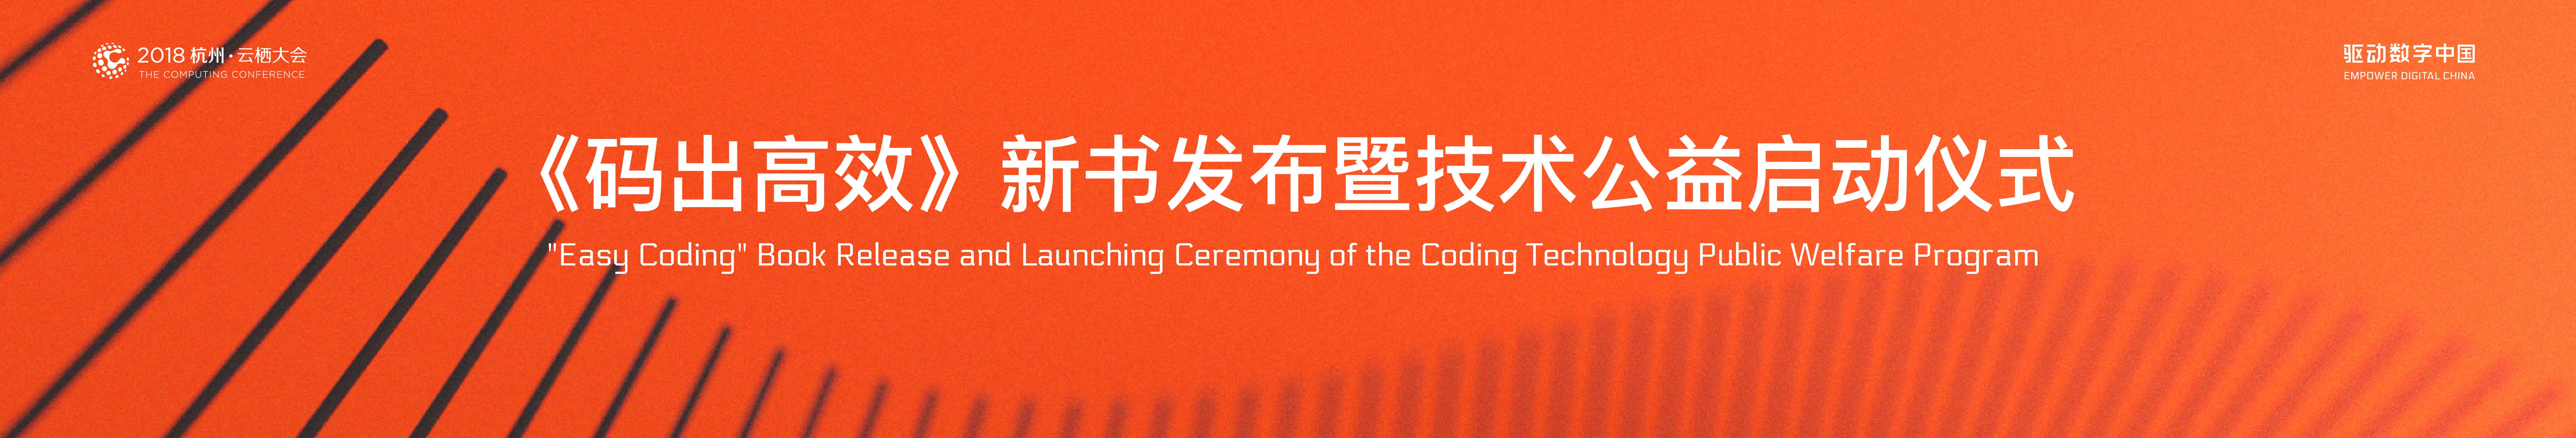 2018 杭州·云栖大会
THE COMPUTING CONFERENCE
驱动数字中国
EMPOWER DIGITAL CHINA
《码出高效》新书发布暨技术公益启动仪式
"Easy Coding" Book Release and Launching Ceremony of the Coding Technology Public Welfare Program